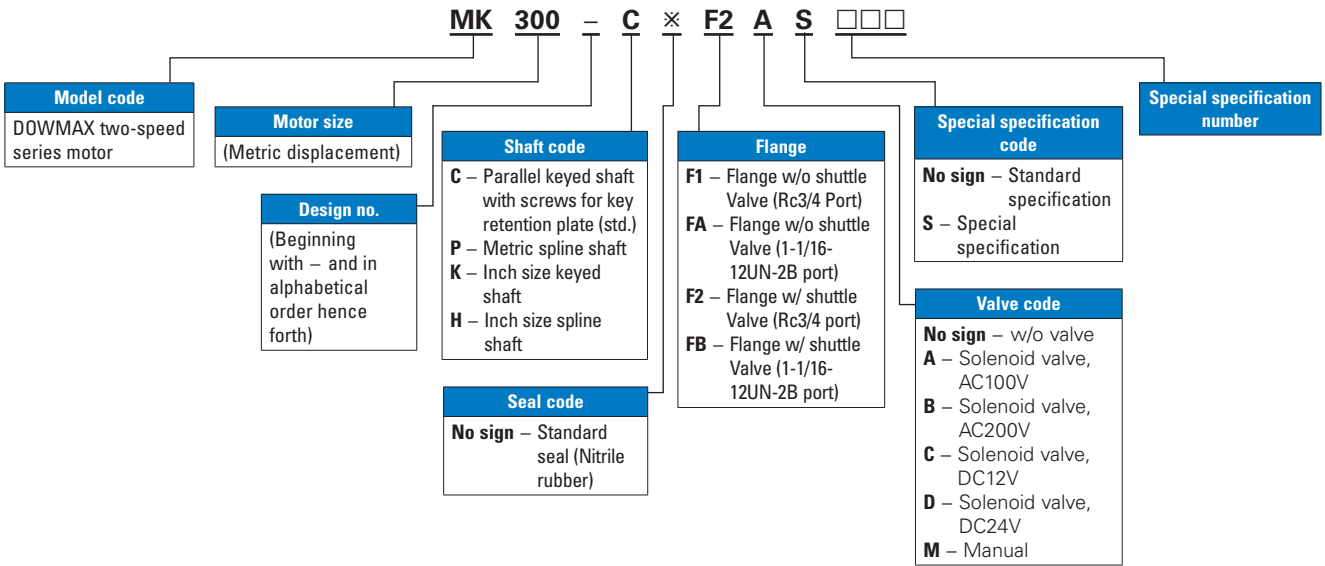 MK 300 – C ※ F2 A S □□□
Model code
DOWMAX two-speed
series motor
Motor size
(Metric displacement)
Design no.
(Beginning
with – and in
alphabetical
order hence
forth)
Shaft code
C – Parallel keyed shaft
with screws for key
retention plate (std.)
P – Metric spline shaft
K – Inch size keyed
shaft
H – Inch size spline
shaft
Seal code
No sign – Standard
seal (Nitrile
rubber)
Flange
F1 – Flange w/o shuttle
Valve (Rc3/4 Port)
FA – Flange w/o shuttle
Valve (1-1/16-
12UN-2B port)
F2 – Flange w/ shuttle
Valve (Rc3/4 port)
FB – Flange w/ shuttle
Valve (1-1/16-
12UN-2B port)
Special specification
code
No sign – Standard
specification
S – Special
specification
Valve code
No sign – w/o valve
A – Solenoid valve,
AC100V
B – Solenoid valve,
AC200V
C – Solenoid valve,
DC12V
D – Solenoid valve,
DC24V
M – Manual
Special specification
number